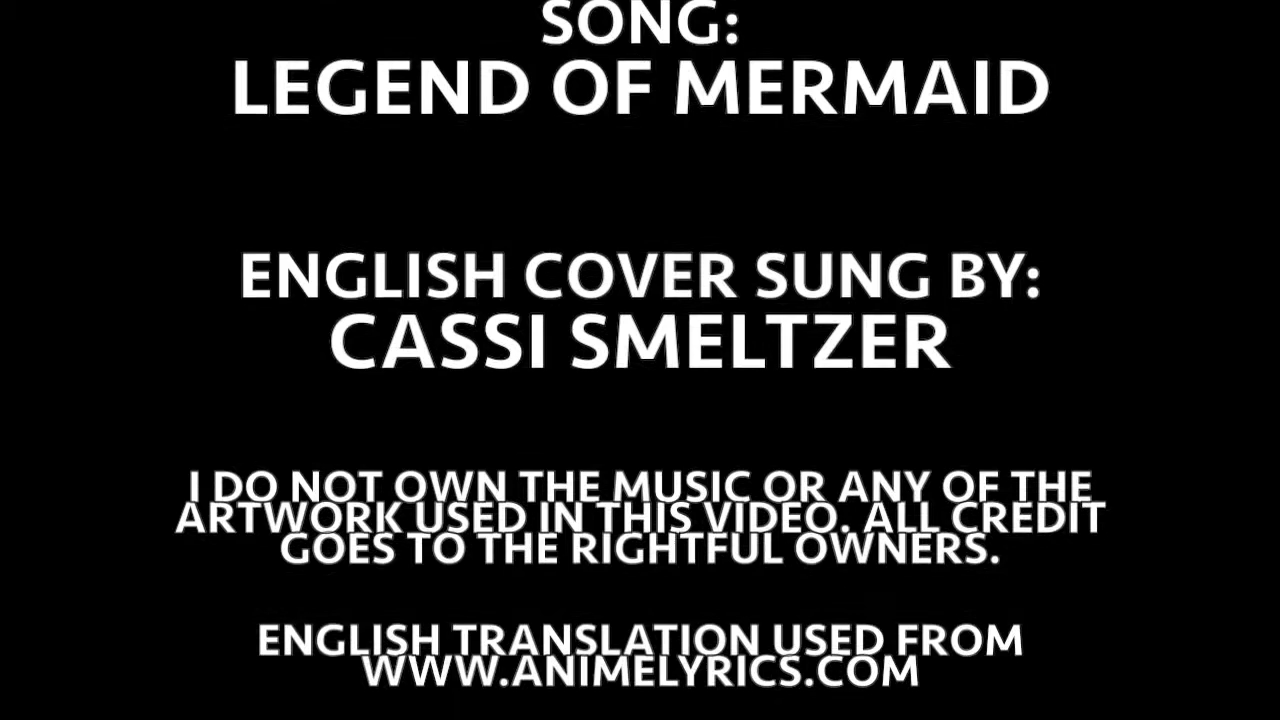 SONG:
LEGEND OF MERMAID
ENGLISH COVER SUNG BY:
CASSI SMELTZER
I DO NOT OWN THE MUSIC OR ANY OF THE
ARTWORK USED IN THIS VIDEO. ALL CREDIT
GOES TO THE RIGHTFUL OWNERS.
ENGLISH TRANSLATION USED FROM
WWW.ANIMELYRICS.COM